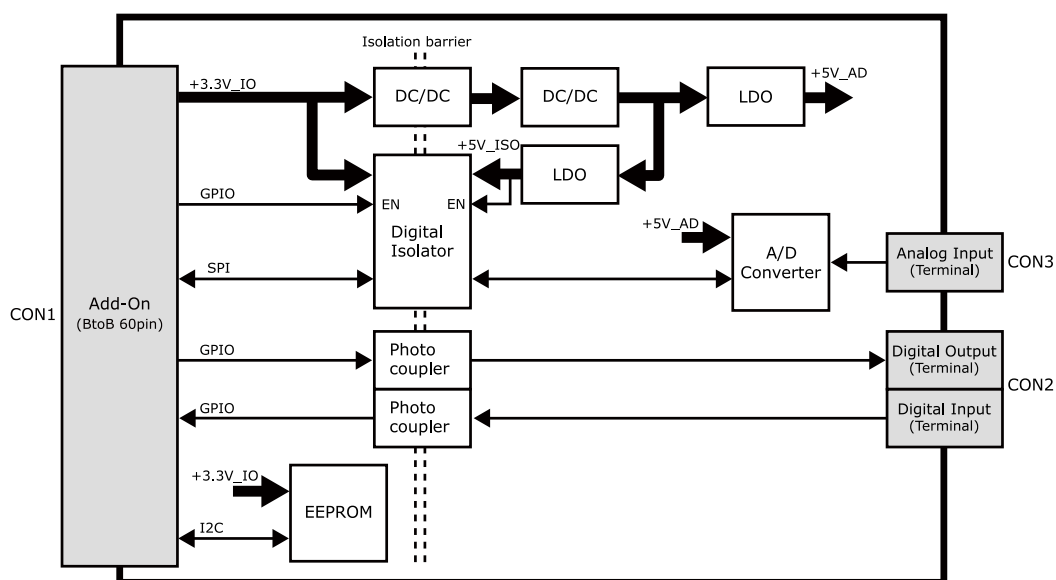 Isolation barrier
+3.3V_IO
DC/DC
DC/DC
LDO
+5V_AD
+5V_ISO
LDO
GPIO
EN
EN
Digital
Isolator
SPI
+5V_AD
A/D
Converter
Analog Input
(Terminal)
CON3
CON1
Add-On
(BtoB 60pin)
GPIO
Photo
coupler
Digital Output
(Terminal)
CON2
GPIO
Photo
coupler
Digital Input
(Terminal)
+3.3V_IO
EEPROM
I2C